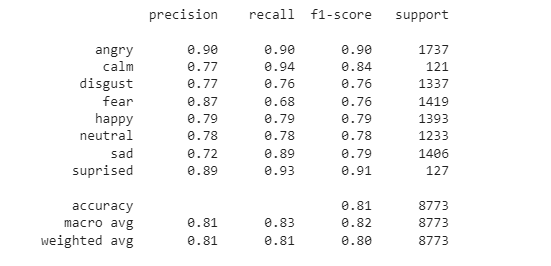 precision recall f1-score support
angry 0.90 0.90 0.90 1737
calm 0.77 0.94 0.84 121
disgust 0.77 0.76 0.76 1337
fear 0.87 0.68 0.76 1419
happy 0.79 0.79 0.79 1393
neutral 0.78 0.78 0.78 1233
sad 0.72 0.89 0.79 1406
suprised 0.89 0.93 0.91 127
accuracy 0.81 8773
macro avg 0.81 0.83 0.82 8773
weighted avg 0.81 0.81 0.80 8773